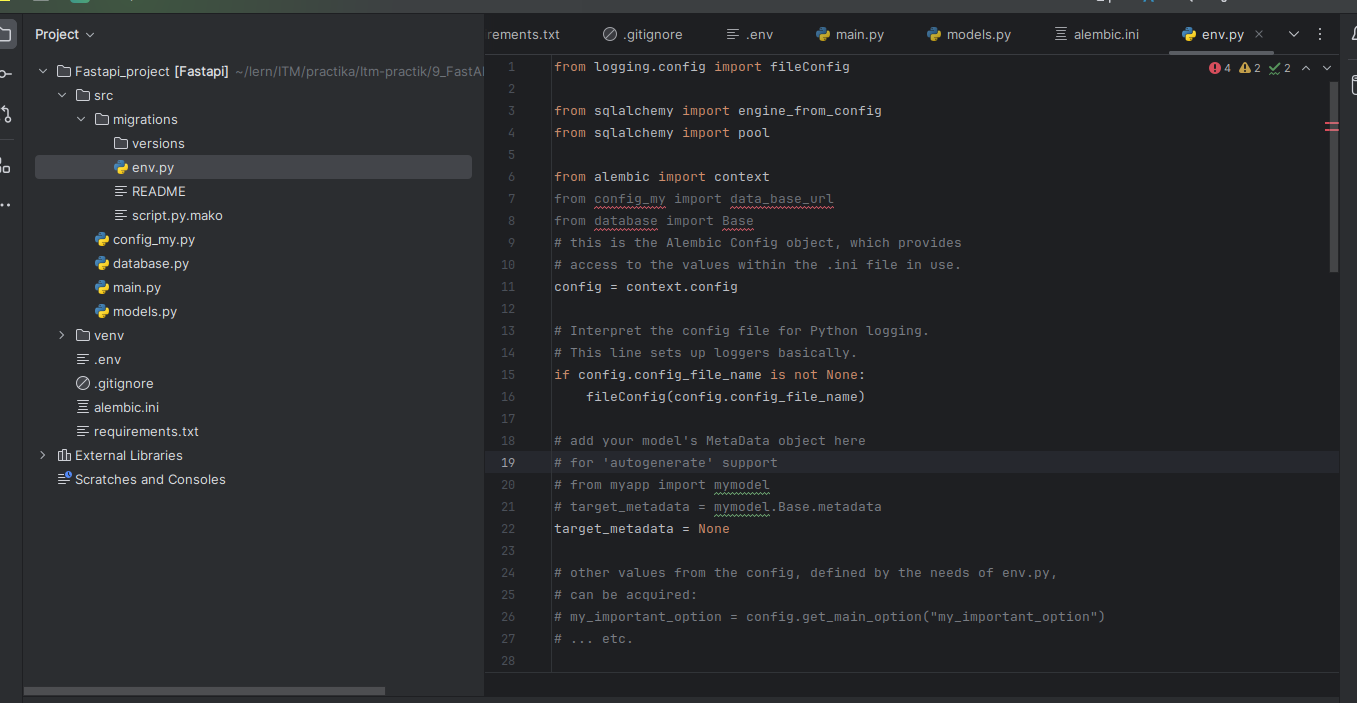 Project
Fastapi_project [Fastapi] ~/lern/ITM/practika/Itm-practik/9_FastAI
src
migrations
versions
env.py
README
script.py.mako
config_my.py
database.py
main.py
models.py
venv
.env
.gitignore
alembic.ini
requirements.txt
External Libraries
Scratches and Consoles
rements.txt .gitignore .env main.py models.py alembic.ini env.py
4 2 2
1 from logging.config import fileConfig
2
3 from sqlalchemy import engine_from_config
4 from sqlalchemy import pool
5
6 from alembic import context
7 from config_my import data_base_url
8 from database import Base
9 # this is the Alembic Config object, which provides
10 # access to the values within the .ini file in use.
11 config = context.config
12
13 # Interpret the config file for Python logging.
14 # This line sets up loggers basically.
15 if config.config_file_name is not None:
16 fileConfig(config.config_file_name)
17
18 # add your model's MetaData object here
19 # for 'autogenerate' support
20 # from myapp import mymodel
21 # target_metadata = mymodel.Base.metadata
22 target_metadata = None
23
24 # other values from the config, defined by the needs of env.py,
25 # can be acquired:
26 # my_important_option = config.get_main_option("my_important_option")
27 # ... etc.
28